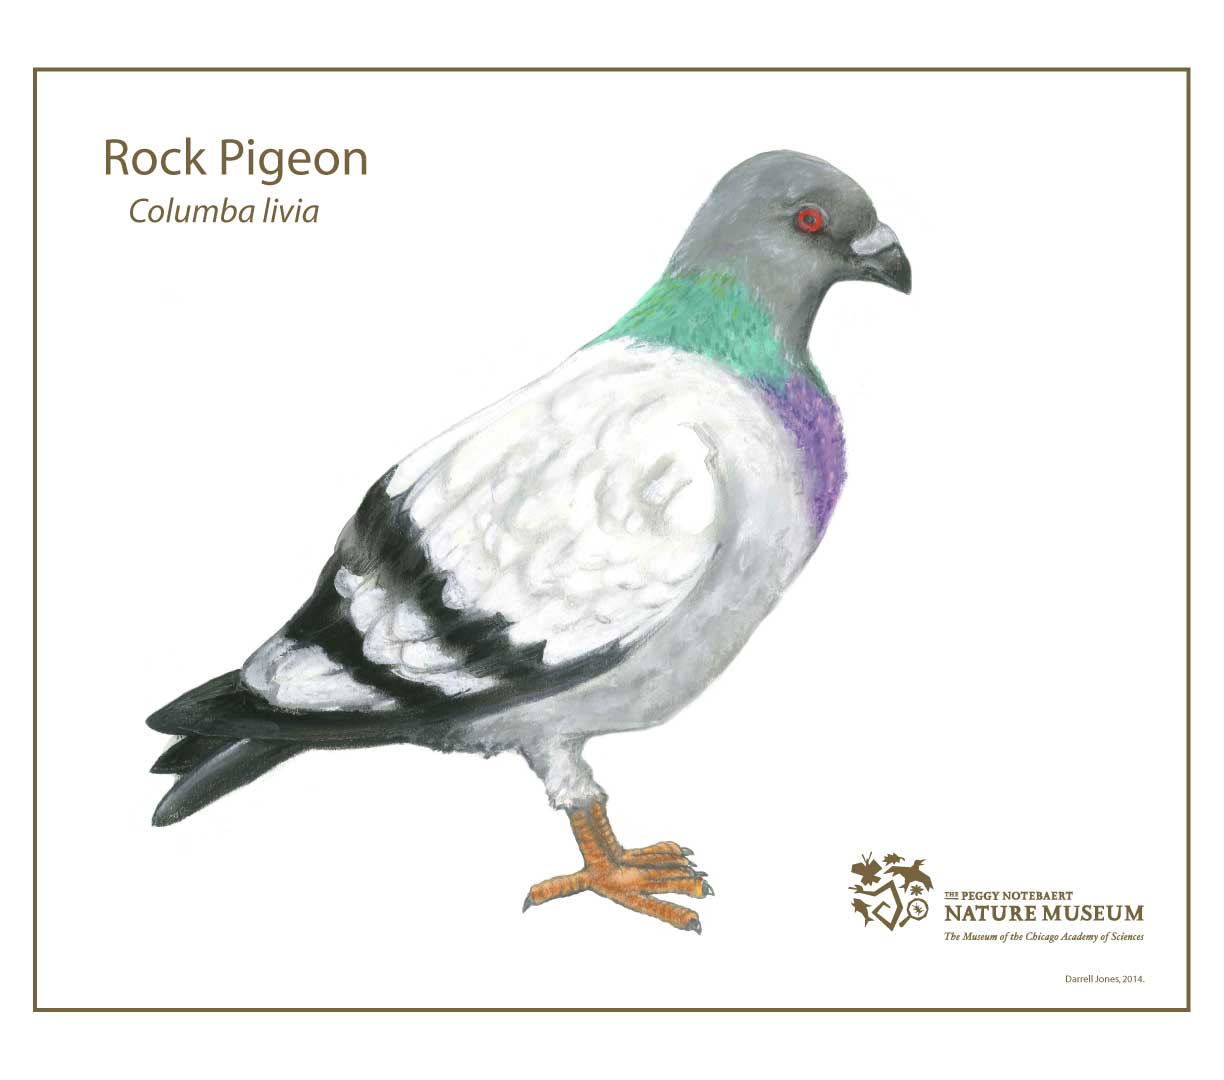 Rock Pigeon
Columba livia
THE PEGGY NOTEBAERT
NATURE MUSEUM
The Museum of the Chicago Academy of Sciences
Darrell Jones, 2014.